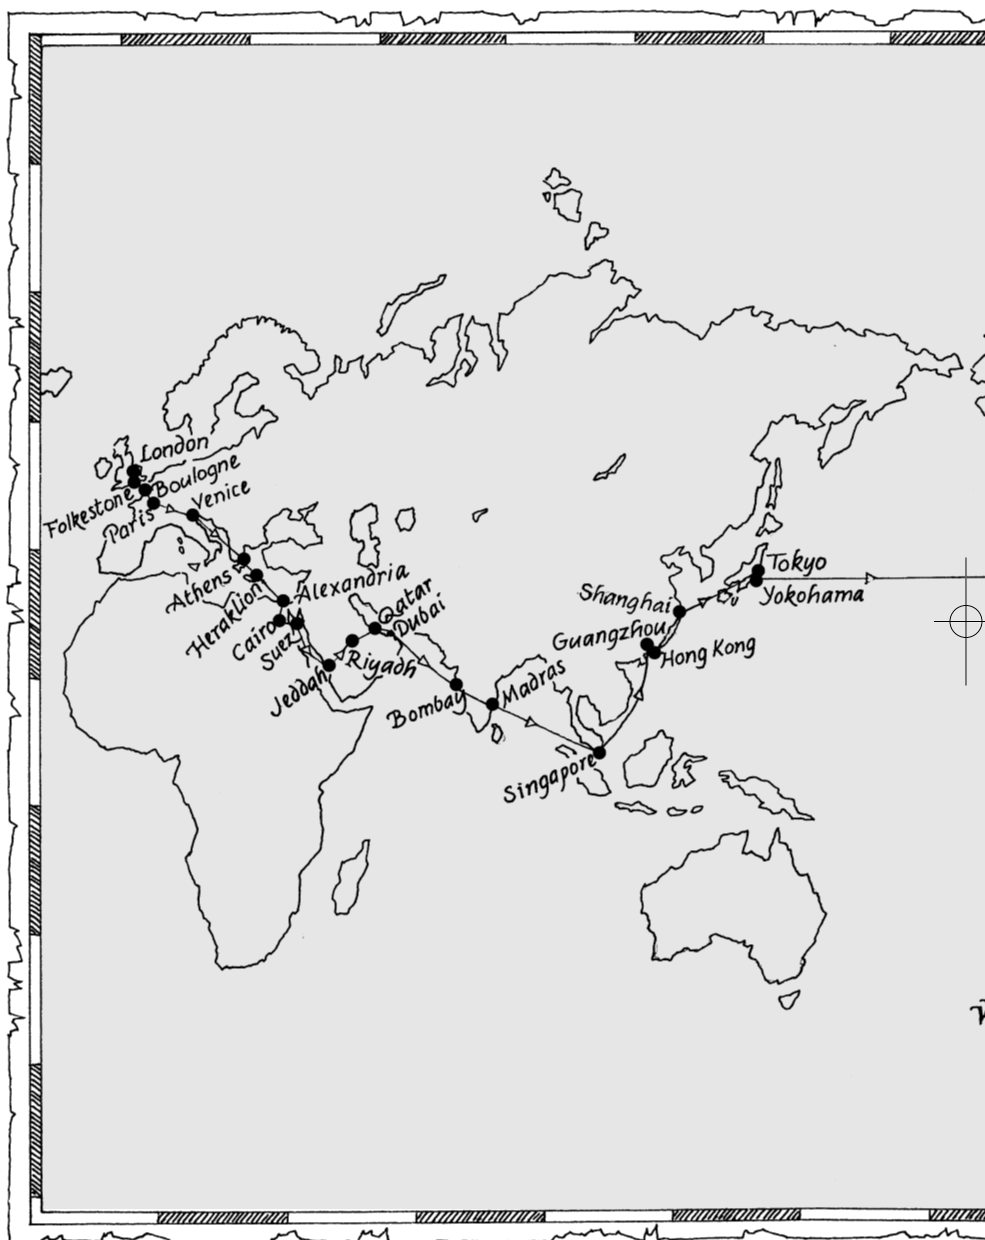 London
Folkestone
Boulogne
Paris
Venice
Athens
Heraklion
Alexandria
Cairo
Suez
Jeddah
Riyadh
Qatar
Dubai
Bombay
Madras
Singapore
Guangzhou
Hong Kong
Shanghai
Tokyo
Yokohama